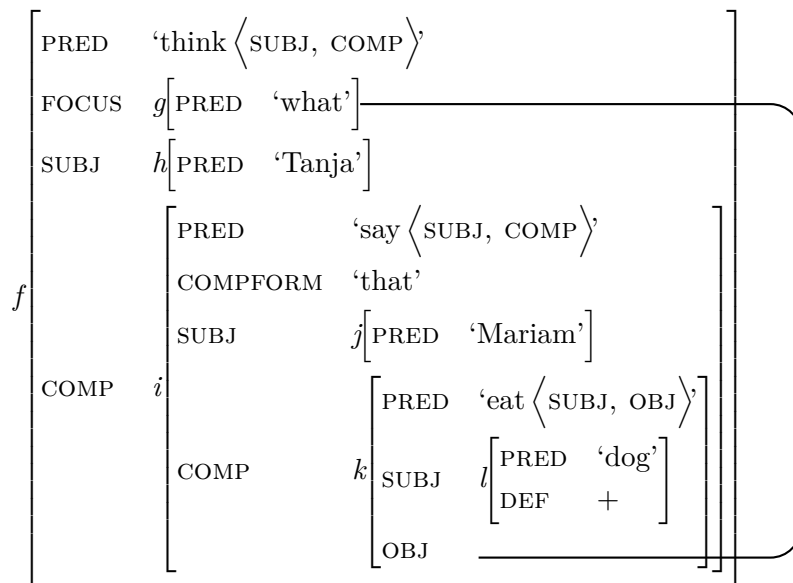 PRED ‘think ⟨SUBJ, COMP⟩’
FOCUS g[PRED ‘what’]
SUBJ h[PRED ‘Tanja’]
PRED ‘say ⟨SUBJ, COMP⟩’
COMPFORM ‘that’
f
SUBJ j[PRED ‘Mariam’]
COMP i
PRED ‘eat ⟨SUBJ, OBJ⟩’
COMP k
SUBJ l
PRED ‘dog’
DEF +
OBJ